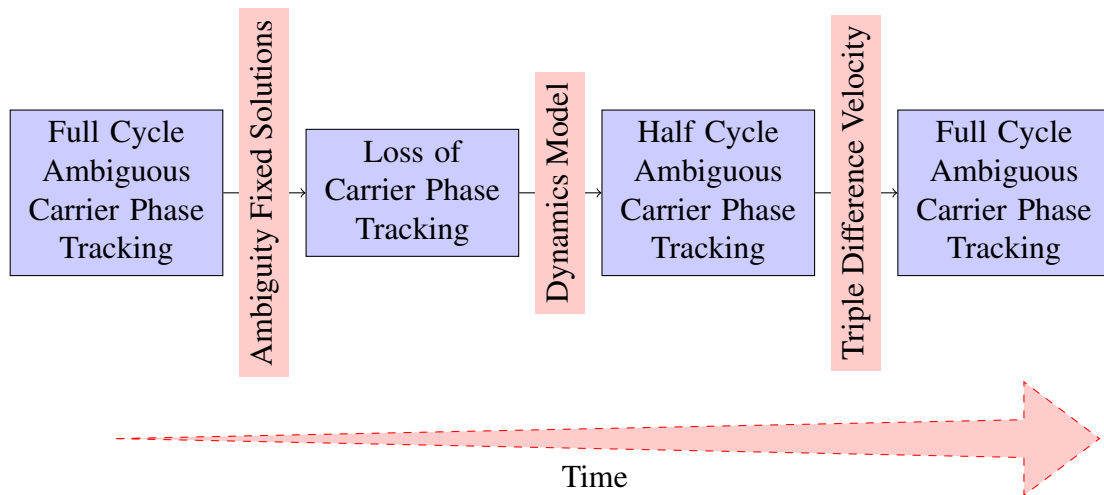 Full Cycle
Ambiguous
Carrier Phase
Tracking
Ambiguity Fixed Solutions
Loss of
Carrier Phase
Tracking
Dynamics Model
Half Cycle
Ambiguous
Carrier Phase
Tracking
Triple Difference Velocity
Full Cycle
Ambiguous
Carrier Phase
Tracking
Time